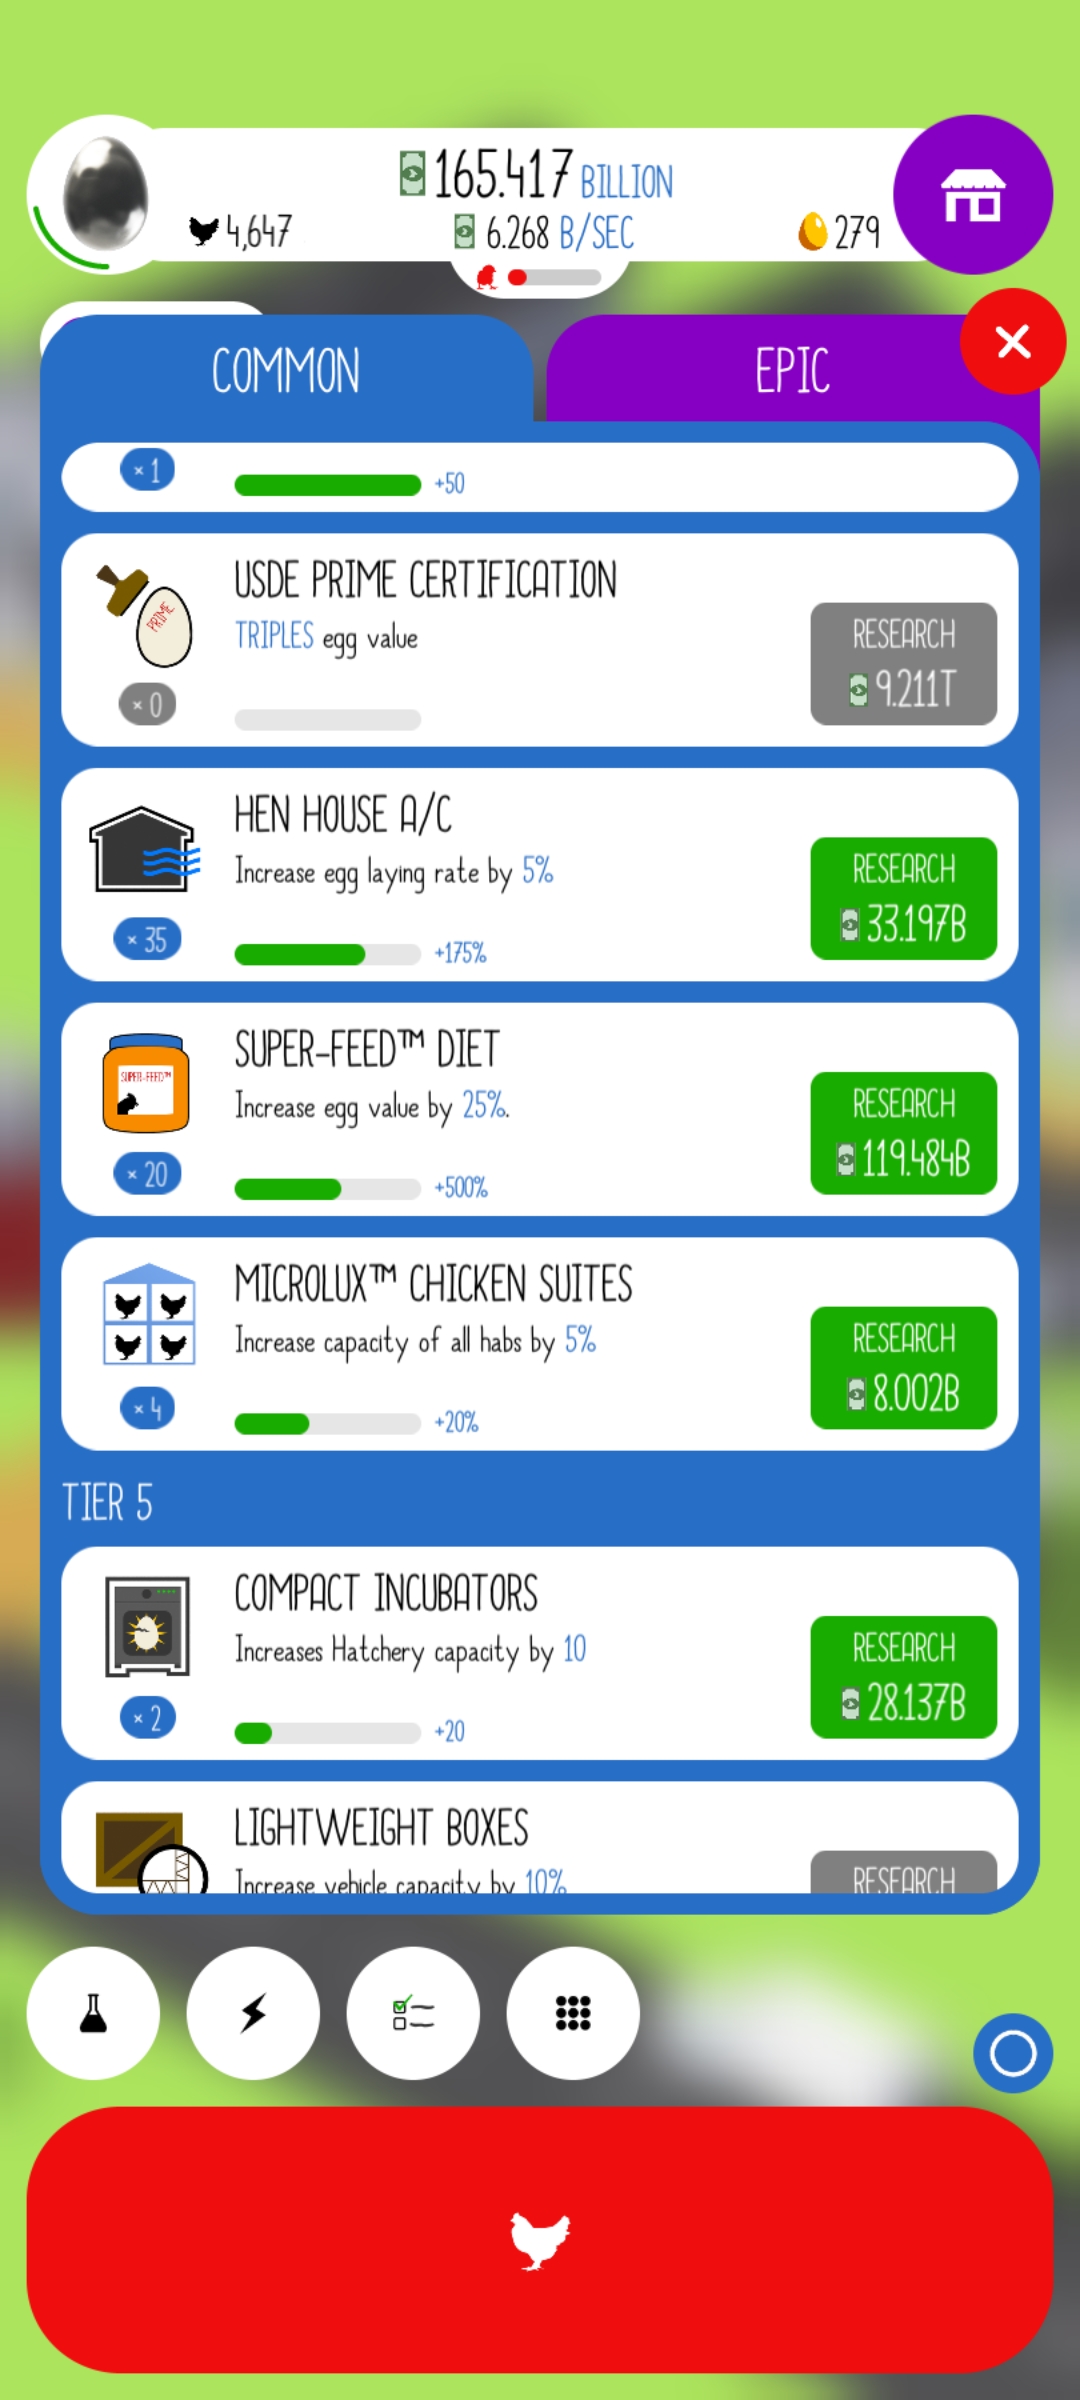 165.417 BILLION
4,647
6.268 B/SEC
279
COMMON
EPIC
× 1
+50
USDE PRIME CERTIFICATION
TRIPLES egg value
PRIME
× 0
RESEARCH
9.211T
HEN HOUSE A/C
Increase egg laying rate by 5%
× 35
+175%
RESEARCH
33.197B
SUPER-FEED™ DIET
Increase egg value by 25%.
SUPER-FEED™
× 20
+500%
RESEARCH
119.484B
MICROLUX™ CHICKEN SUITES
Increase capacity of all habs by 5%
× 4
+20%
RESEARCH
8.002B
TIER 5
COMPACT INCUBATORS
Increases Hatchery capacity by 10
× 2
+20
RESEARCH
28.137B
LIGHTWEIGHT BOXES
Increase vehicle capacity by 10%
RESEARCH